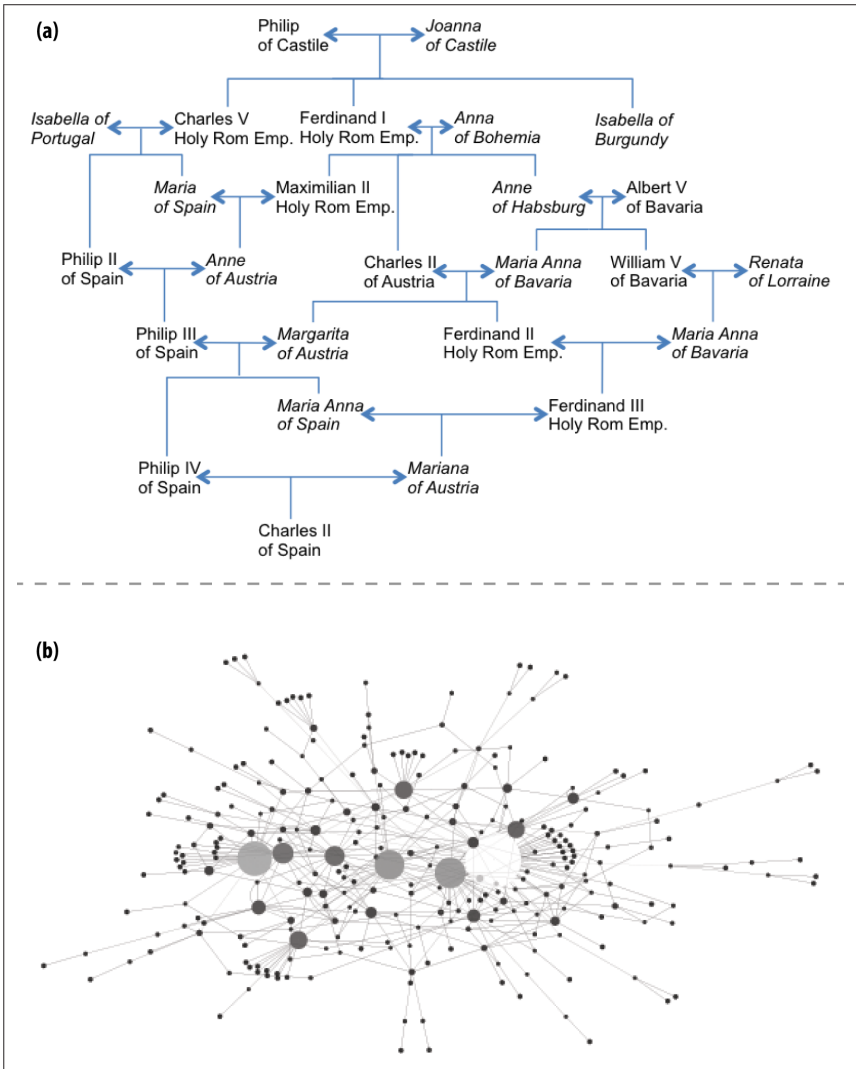 (a)
Philip
of Castile
Joanna
of Castile
Isabella of
Portugal
Charles V
Holy Rom Emp.
Ferdinand I
Holy Rom Emp.
Anna
of Bohemia
Isabella of
Burgundy
Maria
of Spain
Maximilian II
Holy Rom Emp.
Anne
of Habsburg
Albert V
of Bavaria
Philip II
of Spain
Anne
of Austria
Charles II
of Austria
Maria Anna
of Bavaria
William V
of Bavaria
Renata
of Lorraine
Philip III
of Spain
Margarita
of Austria
Ferdinand II
Holy Rom Emp.
Maria Anna
of Bavaria
Maria Anna
of Spain
Ferdinand III
Holy Rom Emp.
Philip IV
of Spain
Mariana
of Austria
Charles II
of Spain
(b)